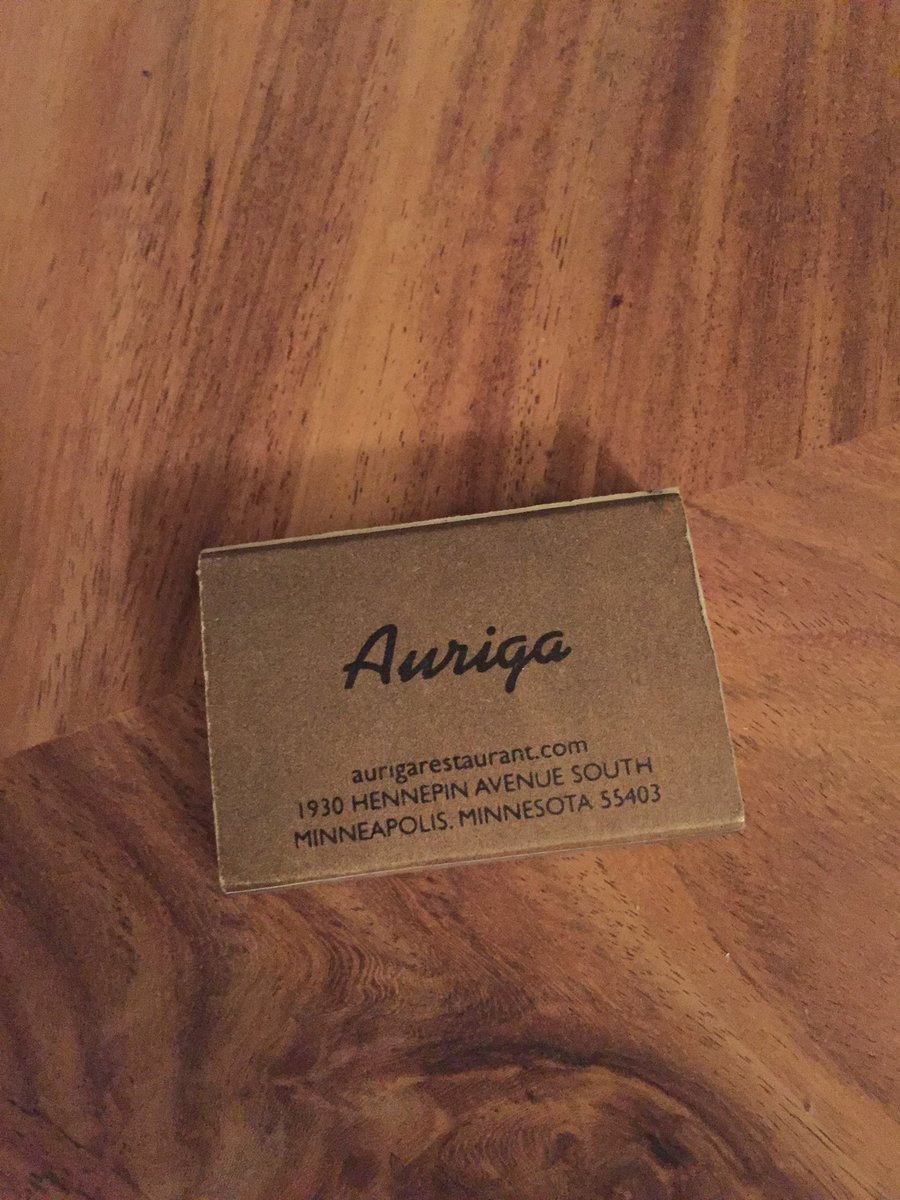 Auriga
aurigarestaurant.com
1930 HENNEPIN AVENUE SOUTH
MINNEAPOLIS, MINNESOTA 55403